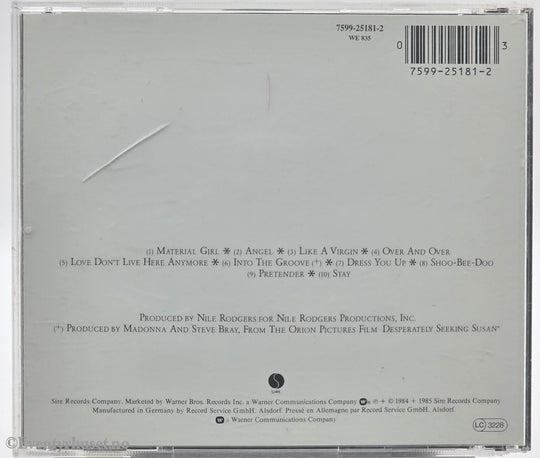 7599-25181-2
WE 835
0 3
7599-25181-2
(1) MATERIAL GIRL * (2) ANGEL * (3) LIKE A VIRGIN * (4) OVER AND OVER
(5) LOVE DON'T LIVE HERE ANYMORE * (6) INTO THE GROOVE (+) * (7) DRESS YOU UP * (8) SHOO-BEE-DOO
(9) PRETENDER * (10) STAY
PRODUCED BY NILE RODGERS FOR NILE RODGERS PRODUCTIONS, INC.
(+) PRODUCED BY MADONNA AND STEVE BRAY, FROM THE ORION PICTURES FILM "DESPERATELY SEEKING SUSAN"
SIRE
Sire Records Company. Marketed by Warner Bros. Records Inc. a Warner Communications Company ℗ + © 1984 + 1985 Sire Records Company
Manufactured in Germany by Record Service GmbH. Alsdorf. Pressé en Allemagne par Record Service GmbH. Alsdorf.
a Warner Communications Company
LC 3228
© Eventyrhuset.no